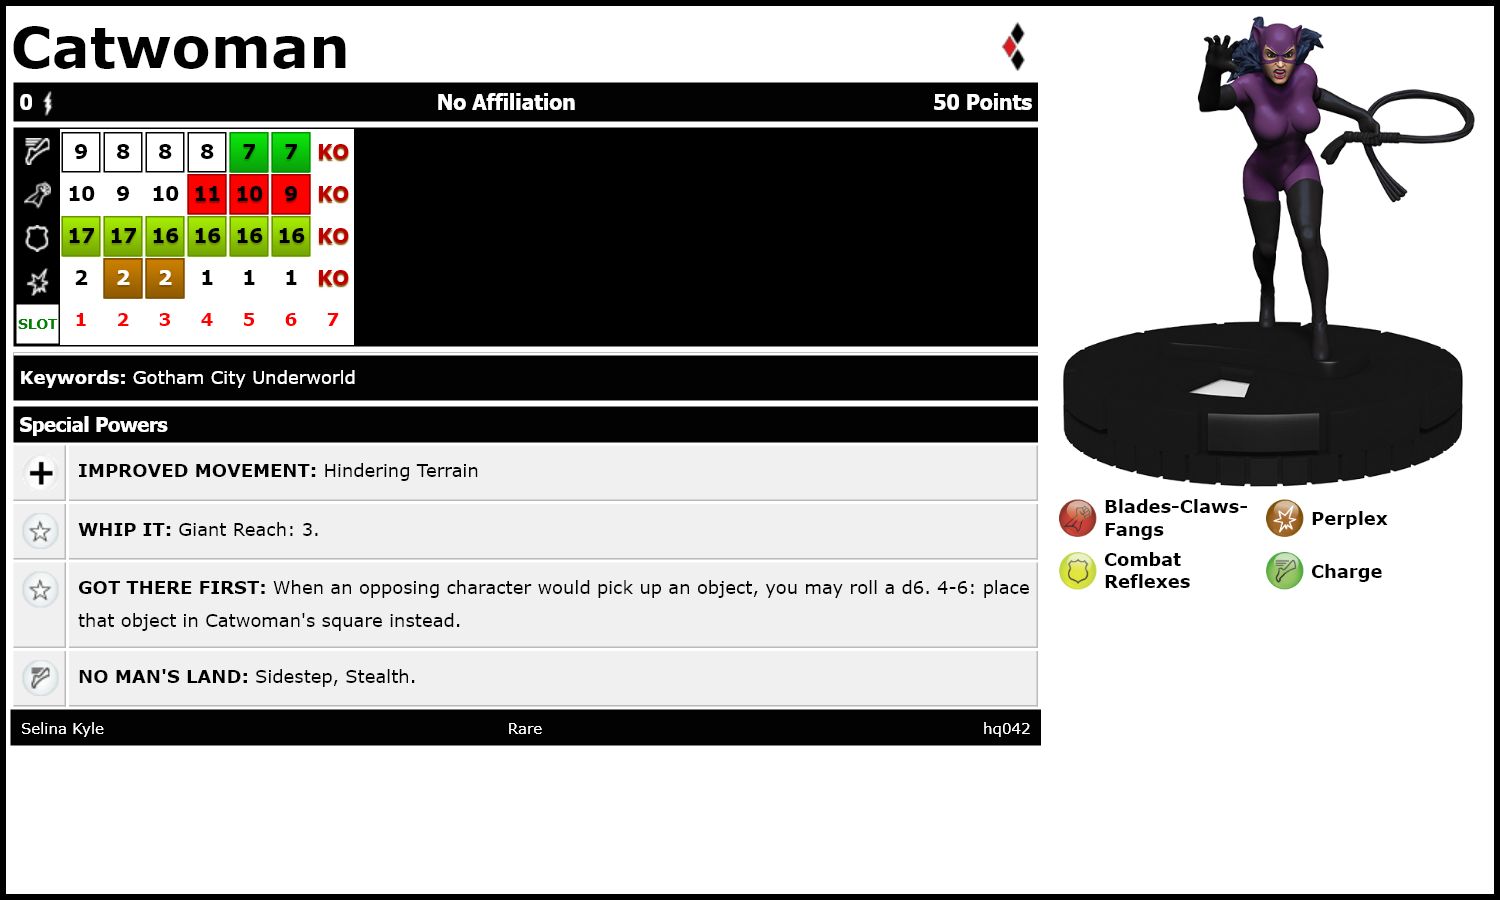 Catwoman
0 No Affiliation 50 Points
9 8 8 8 7 7 KO
10 9 10 11 10 9 KO
17 17 16 16 16 16 KO
2 2 2 1 1 1 KO
SLOT 1 2 3 4 5 6 7
Keywords: Gotham City Underworld
Special Powers
IMPROVED MOVEMENT: Hindering Terrain
WHIP IT: Giant Reach: 3.
GOT THERE FIRST: When an opposing character would pick up an object, you may roll a d6. 4-6: place
that object in Catwoman's square instead.
NO MAN'S LAND: Sidestep, Stealth.
Selina Kyle Rare hq042
Blades-Claws-
Fangs
Perplex
Combat
Reflexes
Charge